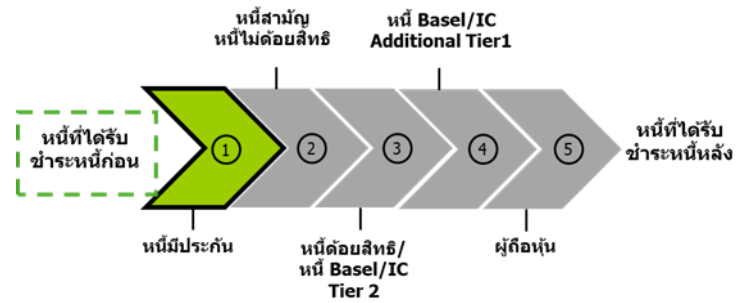 หนี้สามัญ
หนี้ไม่ด้อยสิทธิ
หนี้ Basel/IC
Additional Tier1
หนี้ที่ได้รับ
ชำระหนี้ก่อน
1
2
3
4
5
หนี้ที่ได้รับ
ชำระหนี้หลัง
หนี้มีประกัน
หนี้ด้อยสิทธิ/
หนี้ Basel/IC
Tier 2
ผู้ถือหุ้น